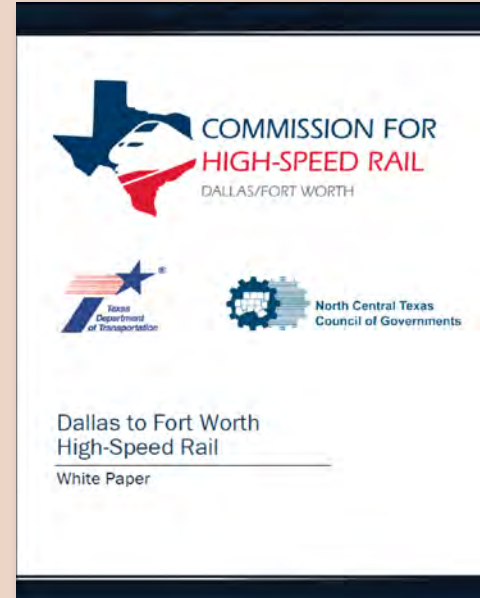 COMMISSION FOR
HIGH-SPEED RAIL
DALLAS/FORT WORTH
Texas
Department
of Transportation
®
North Central Texas
Council of Governments
Dallas to Fort Worth
High-Speed Rail
White Paper